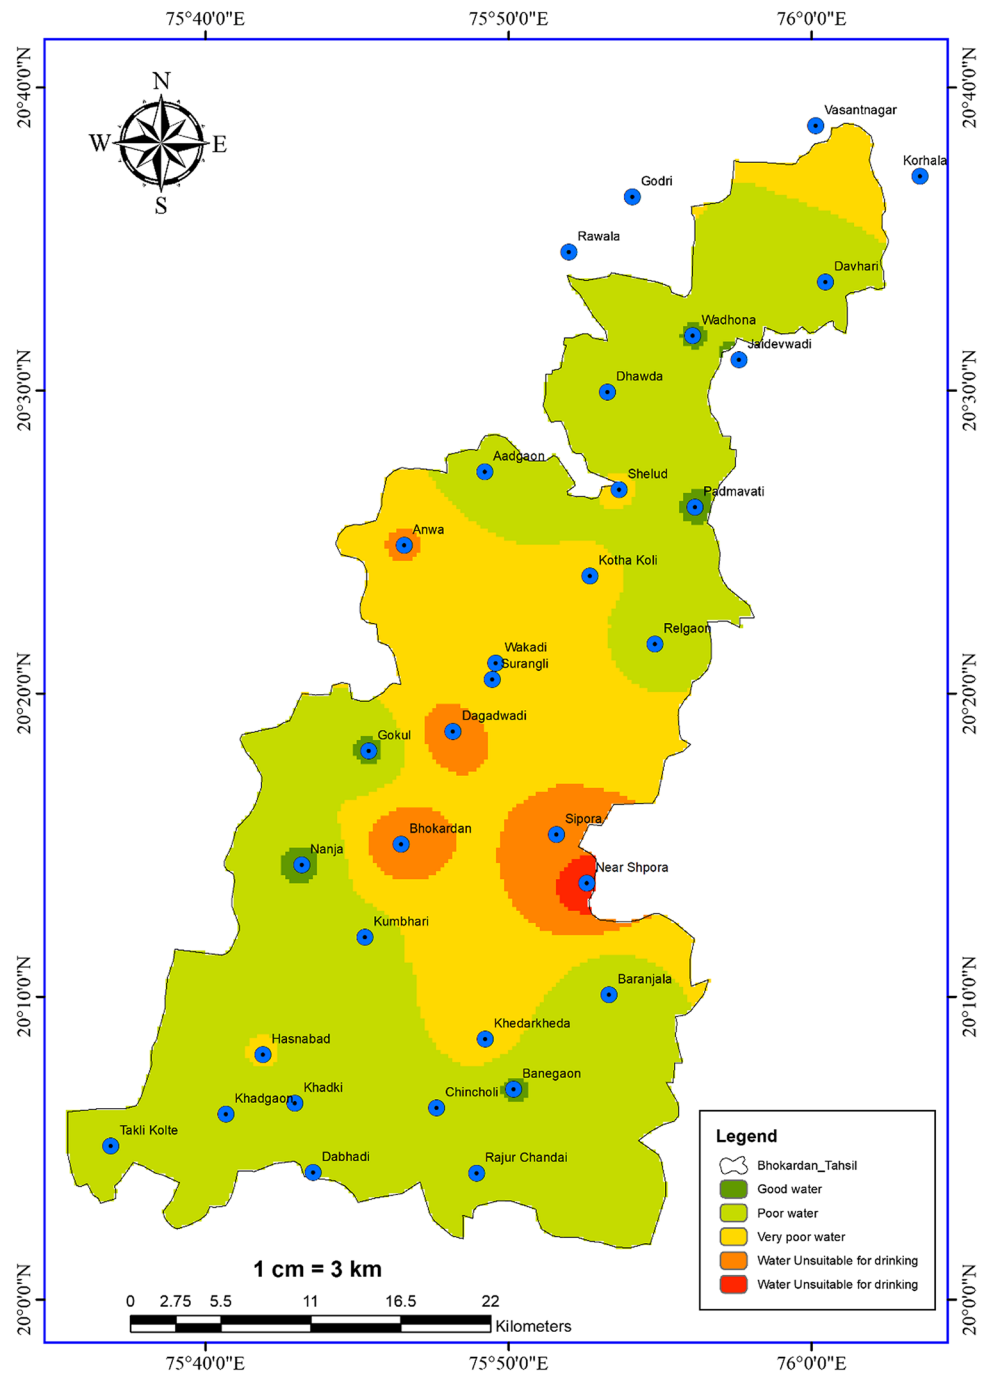 75°40'0"E 75°50'0"E 76°0'0"E
20°40'0"N 20°40'0"N
N
W E
S
Vasantnagar
Korhala
Godri
Rawala
Davhari
Wadhona
Jaidevwadi
Dhawda
20°30'0"N 20°30'0"N
Aadgaon
Shelud
Padmavati
Anwa
Kotha Koli
Relgaon
Wakadi
Surangli
20°20'0"N 20°20'0"N
Dagadwadi
Gokul
Sipora
Bhokardan
Nanja
Near Shpora
Kumbhari
Baranjala
20°10'0"N 20°10'0"N
Khedarkheda
Hasnabad
Banegaon
Khadki
Chincholi
Khadgaon
Takli Kolte
Dabhadi
Rajur Chandai
Legend
Bhokardan_Tahsil
Good water
Poor water
Very poor water
Water Unsuitable for drinking
Water Unsuitable for drinking
1 cm = 3 km
0 2.75 5.5 11 16.5 22
Kilometers
20°0'0"N 20°0'0"N
75°40'0"E 75°50'0"E 76°0'0"E